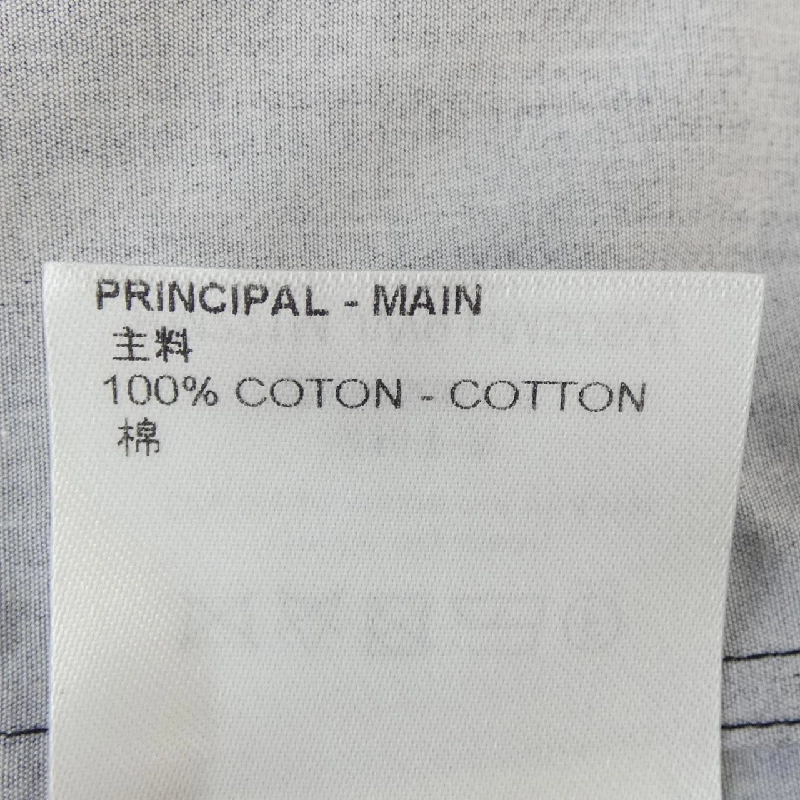 PRINCIPAL - MAIN
主料
100% COTON - COTTON
棉